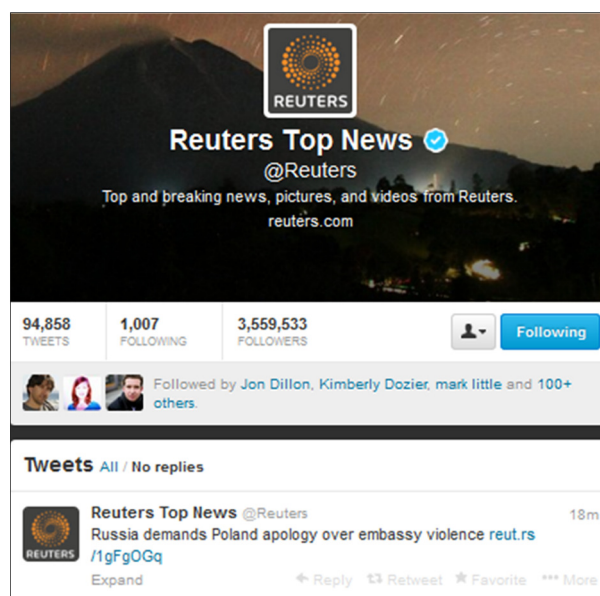 REUTERS
Reuters Top News
@Reuters
Top and breaking news, pictures, and videos from Reuters.
reuters.com
94,858 1,007 3,559,533
TWEETS FOLLOWING FOLLOWERS
Following
Followed by Jon Dillon, Kimberly Dozier, mark little and 100+
others.
Tweets All / No replies
Reuters Top News @Reuters 18m
Russia demands Poland apology over embassy violence reut.rs
/1gFgOGq
REUTERS
Expand Reply Retweet Favorite More